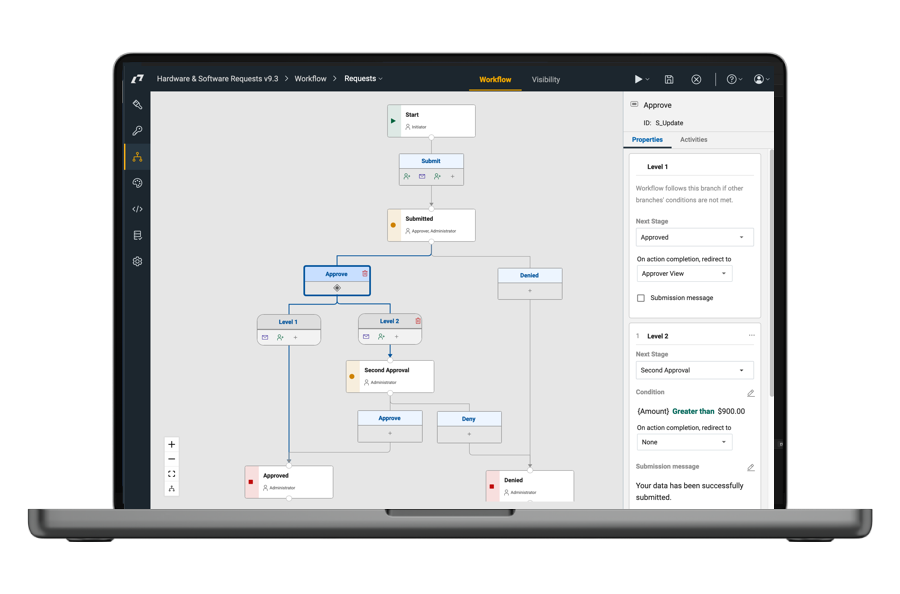 Hardware & Software Requests v9.3 > Workflow > Requests
Workflow
Visibility
Start
Initiator
Submit
Submitted
Approver, Administrator
Approve
Denied
Level 1
Level 2
Second Approval
Administrator
Approve
Deny
Approved
Administrator
Denied
Administrator
Approve
ID: S_Update
Properties
Activities
Level 1
Workflow follows this branch if other
branches' conditions are not met.
Next Stage
Approved
On action completion, redirect to
Approver View
Submission message
1 Level 2
Next Stage
Second Approval
Condition
{Amount} Greater than $900.00
On action completion, redirect to
None
Submission message
Your data has been successfully
submitted.